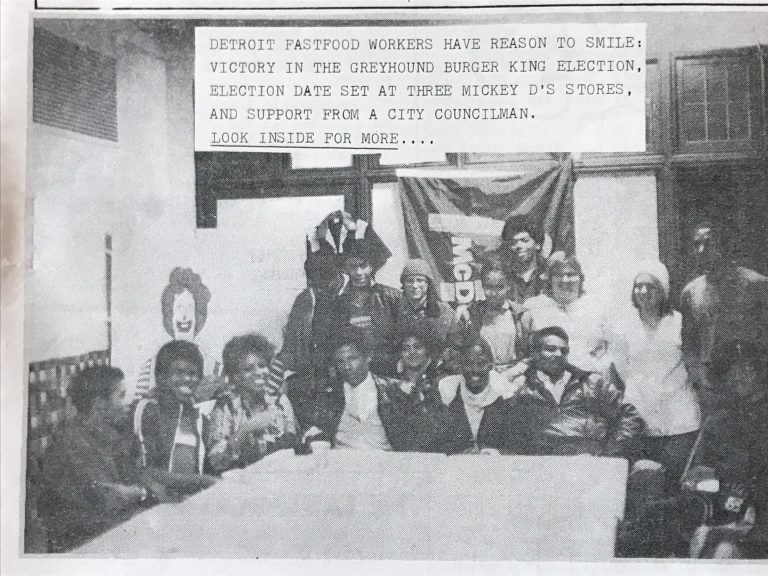 DETROIT FASTFOOD WORKERS HAVE REASON TO SMILE:
VICTORY IN THE GREYHOUND BURGER KING ELECTION,
ELECTION DATE SET AT THREE MICKEY D'S STORES,
AND SUPPORT FROM A CITY COUNCILMAN.
LOOK INSIDE FOR MORE....
MCD